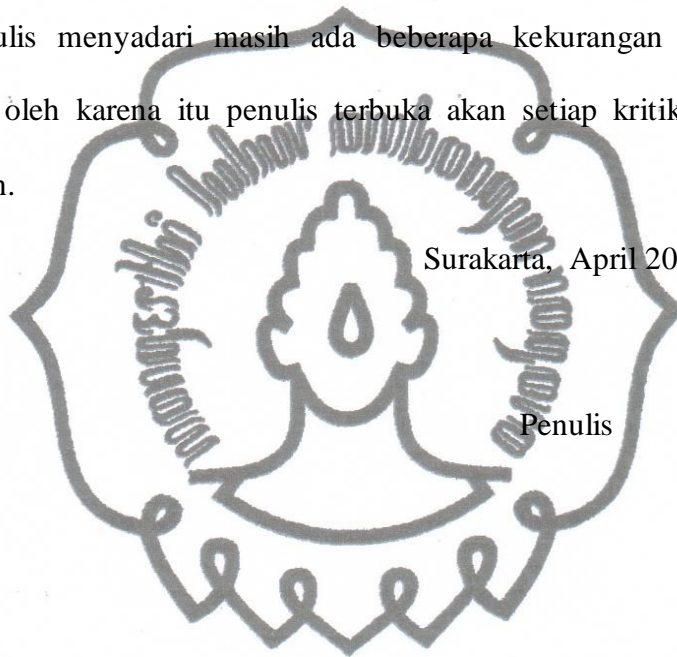 ulis menyadari masih ada beberapa kekurangan
oleh karena itu penulis terbuka akan setiap kritik
n.
Surakarta, April 20
Penulis